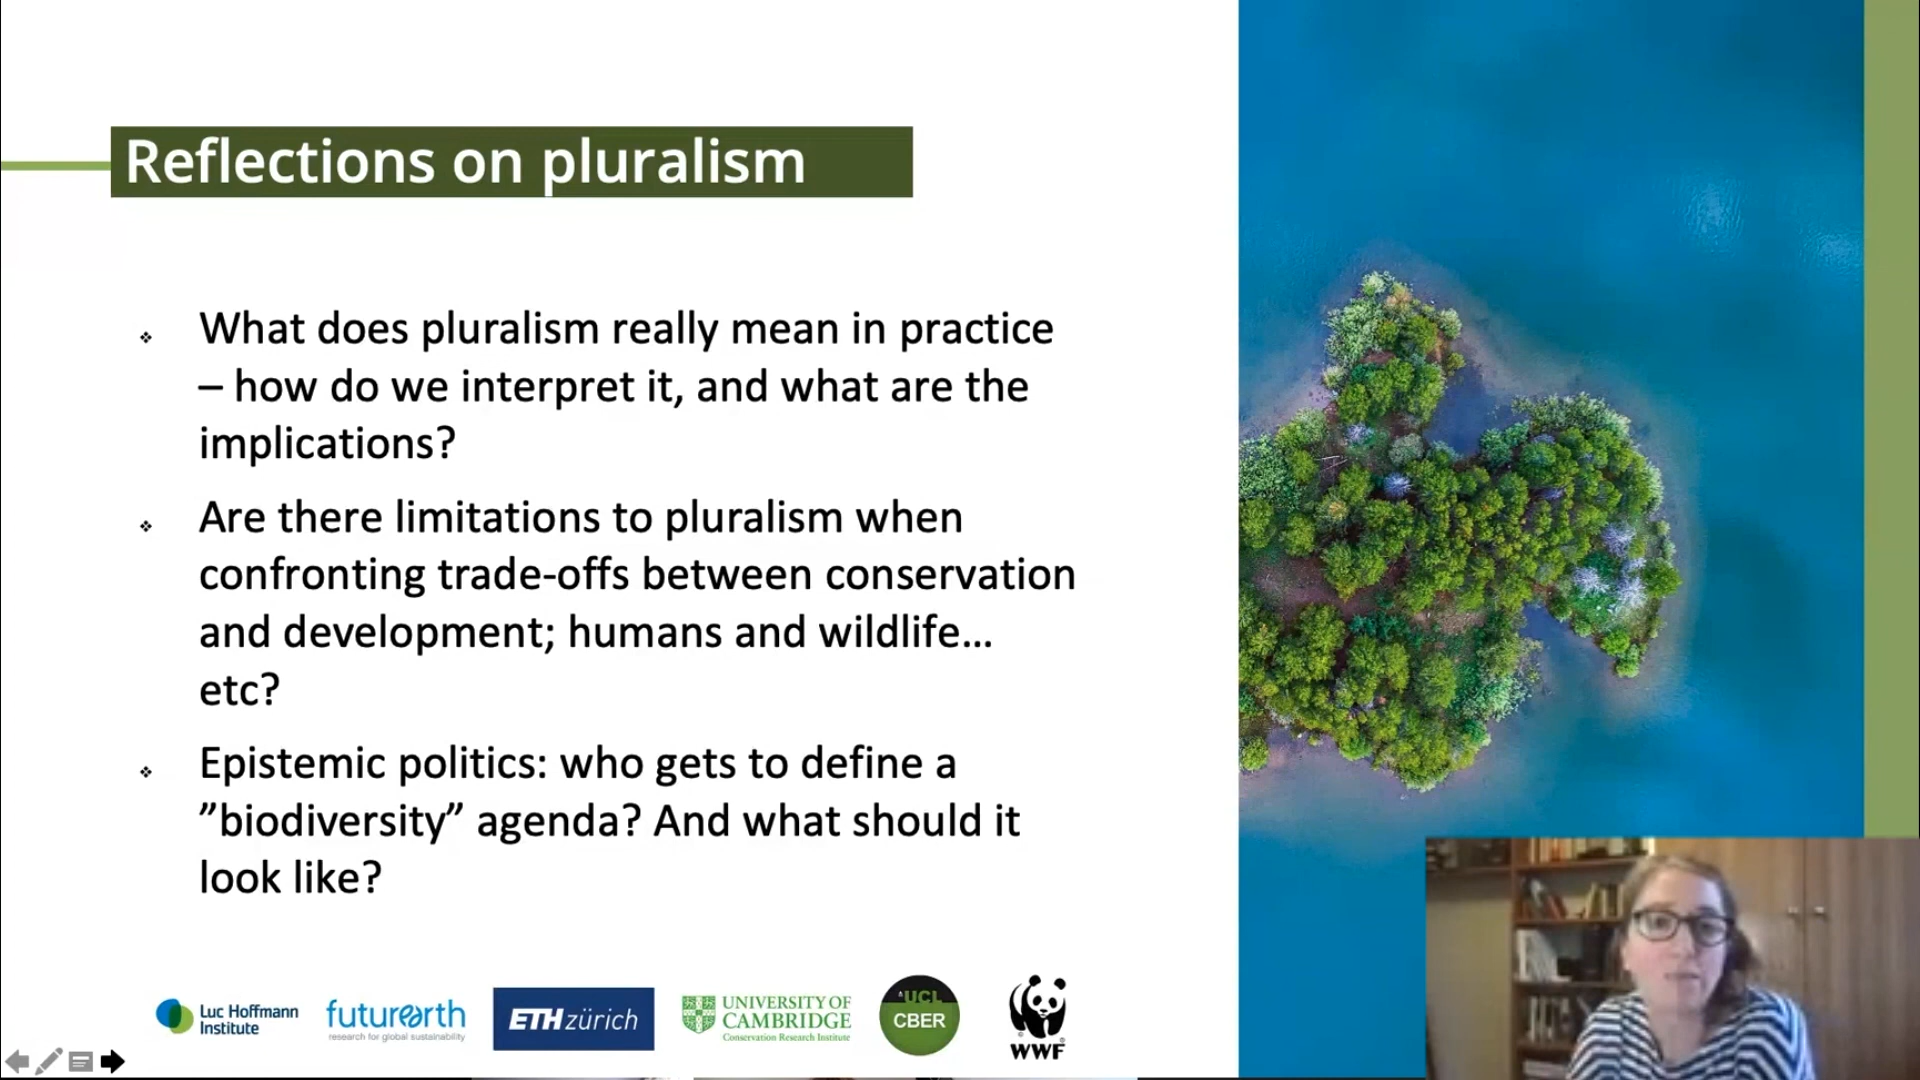 Reflections on pluralism
What does pluralism really mean in practice
– how do we interpret it, and what are the
implications?
Are there limitations to pluralism when
confronting trade-offs between conservation
and development; humans and wildlife...
etc?
Epistemic politics: who gets to define a
”biodiversity” agenda? And what should it
look like?
Luc Hoffmann
Institute
futurearth
research for global sustainability
ETH zürich
UNIVERSITY OF
CAMBRIDGE
Conservation Research Institute
UCL
CBER
WWF